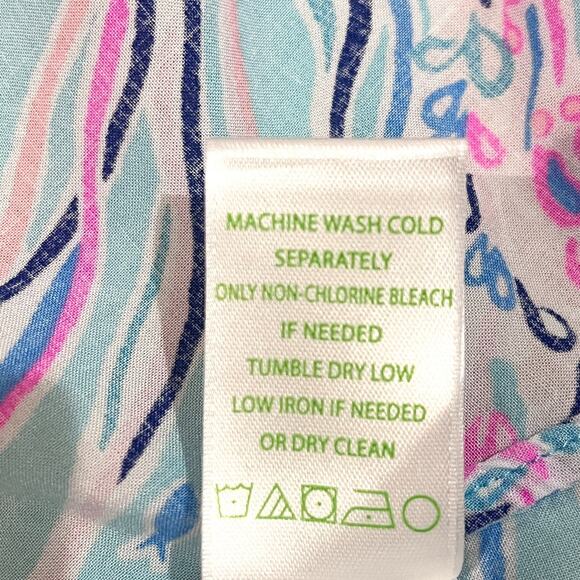 MACHINE WASH COLD
SEPARATELY
ONLY NON-CHLORINE BLEACH
IF NEEDED
TUMBLE DRY LOW
LOW IRON IF NEEDED
OR DRY CLEAN